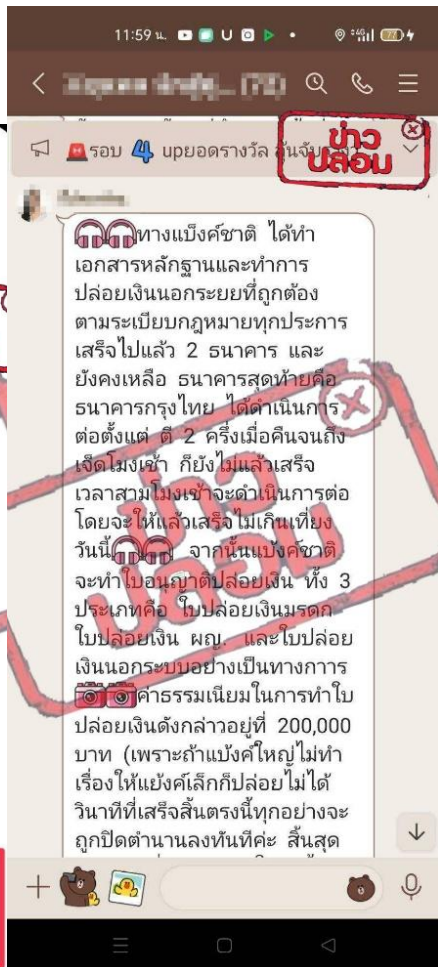 11:59 น.
77
รอบ 4 upยอดรางวัล
ข่าว
ปลอม
ทางแบ็งค์ชาติ ได้ทำ
เอกสารหลักฐานและทำการ
ปล่อยเงินนอกระยยที่ถูกต้อง
ตามระเบียบกฎหมายทุกประการ
เสร็จไปแล้ว 2 ธนาคาร และ
ยังคงเหลือ ธนาคารสุดท้ายคือ
ธนาคารกรุงไทย ได้ดำเนินการ
ต่อตั้งแต่ ตี 2 ครึ่งเมื่อคืนจนถึง
เจ็ดโมงเช้า ก็ยังไม่แล้วเสร็จ
เวลาสามโมงเช้าจะดำเนินการต่อ
โดยจะให้แล้วเสร็จไม่เกินเที่ยง
วันนี้ จากนั้นแบ้งค์ชาติ
จะทำใบอนุญาติปล่อยเงิน ทั้ง 3
ประเภทคือ ใบปล่อยเงินมรดก
ใบปล่อยเงิน ผญ. และใบปล่อย
เงินนอกระบบอย่างเป็นทางการ
ค่าธรรมเนียมในการทำใบ
ปล่อยเงินดังกล่าวอยู่ที่ 200,000
บาท (เพราะถ้าแบ้งค์ใหญ่ไม่ทำ
เรื่องให้แย้งค์เล็กก็ปล่อยไม่ได้
วินาทีที่เสร็จสิ้นตรงนี้ทุกอย่างจะ
ถูกปิดตำนานลงทันทีค่ะ สิ้นสุด
ข่าว
ปลอม